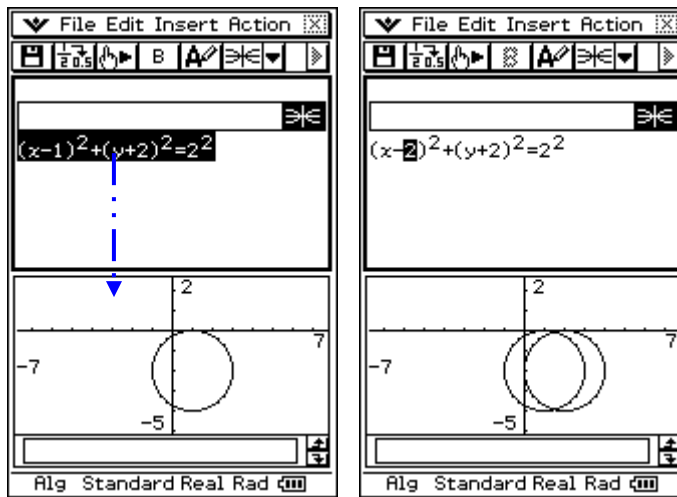 File Edit Insert Action
B
(x-1)²+(y+2)²=2²
2
7
-7
-5
Alg Standard Real Rad
File Edit Insert Action
B
(x-2)²+(y+2)²=2²
2
7
-7
-5
Alg Standard Real Rad